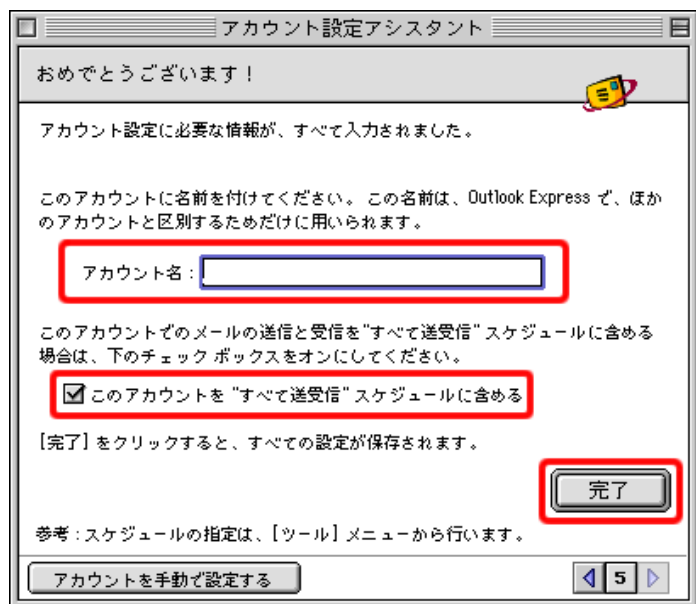 アカウント設定アシスタント
おめでとうございます！
アカウント設定に必要な情報が、すべて入力されました。
このアカウントに名前を付けてください。この名前は、Outlook Express で、ほか
のアカウントと区別するためだけに用いられます。
アカウント名：
このアカウントでのメールの送信と受信を"すべて送受信" スケジュールに含める
場合は、下のチェック ボックスをオンにしてください。
このアカウントを "すべて送受信" スケジュールに含める
[完了] をクリックすると、すべての設定が保存されます。
完了
参考：スケジュールの指定は、[ツール] メニューから行います。
アカウントを手動で設定する
5